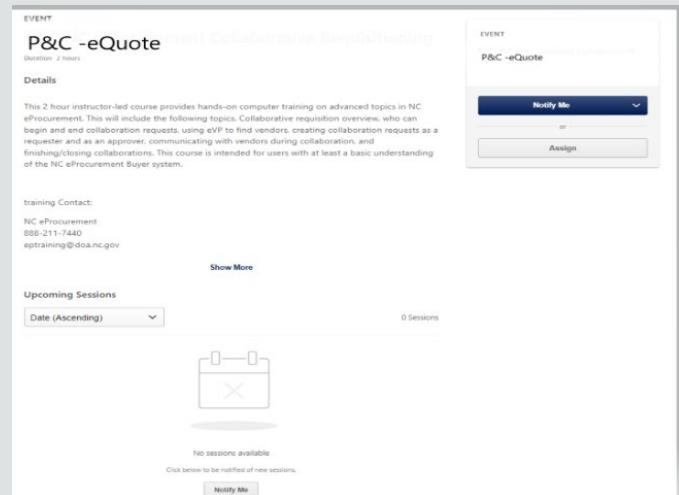 EVENT
P&C -eQuote
Duration 2 hours
Details
This 2 hour instructor-led course provides hands-on computer training on advanced topics in NC
eProcurement. This will include the following topics. Collaborative requisition overview, who can
begin and end collaboration requests, using eVP to find vendors, creating collaboration requests as a
requester and as an approver, communicating with vendors during collaboration, and
finishing/closing collaborations. This course is intended for users with at least a basic understanding
of the NC eProcurement Buyer system.
training Contact:
NC eProcurement
888-211-7440
eptraining@doa.nc.gov
Show More
Upcoming Sessions
Date (Ascending)
0 Sessions
No sessions available
Click below to be notified of new sessions.
Notify Me
EVENT
P&C -eQuote
Notify Me
or
Assign